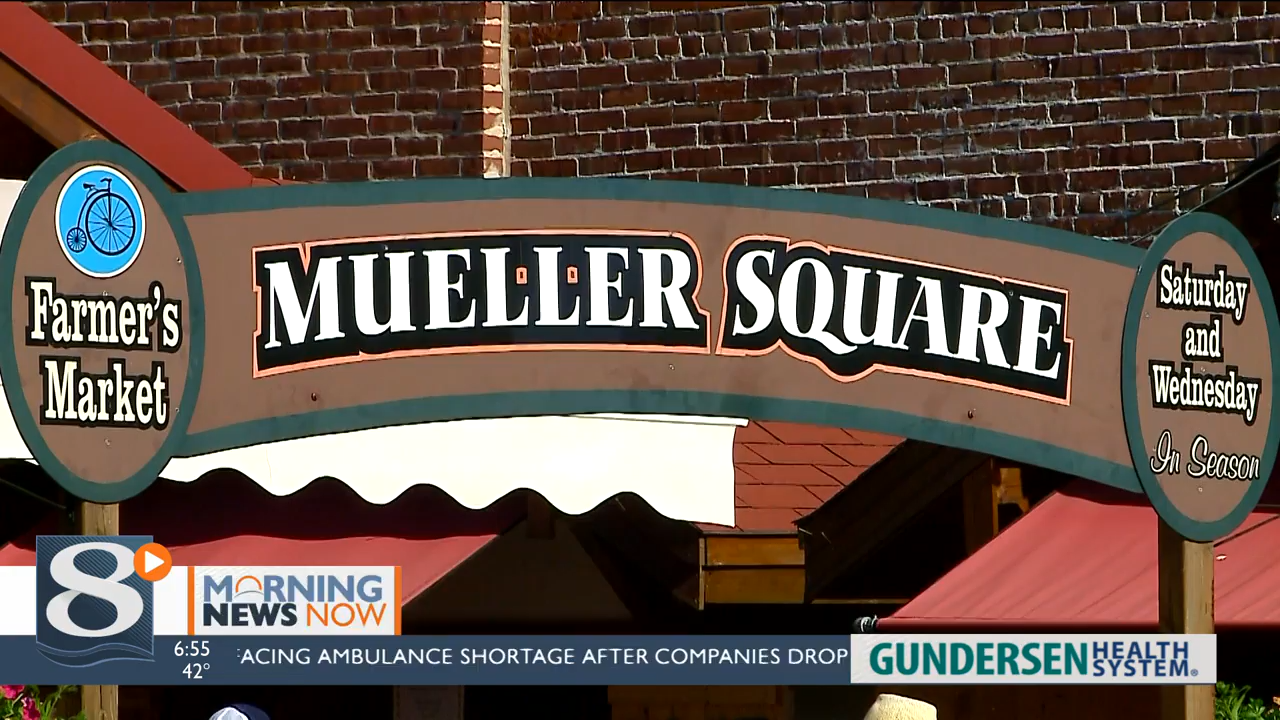 Farmer's
Market
MUELLER SQUARE
Saturday
and
Wednesday
In Season
8
MORNING
NEWS NOW
6:55
42°
AMBULANCE SHORTAGE AFTER COMPANIES DROP
GUNDERSEN HEALTH
SYSTEM®